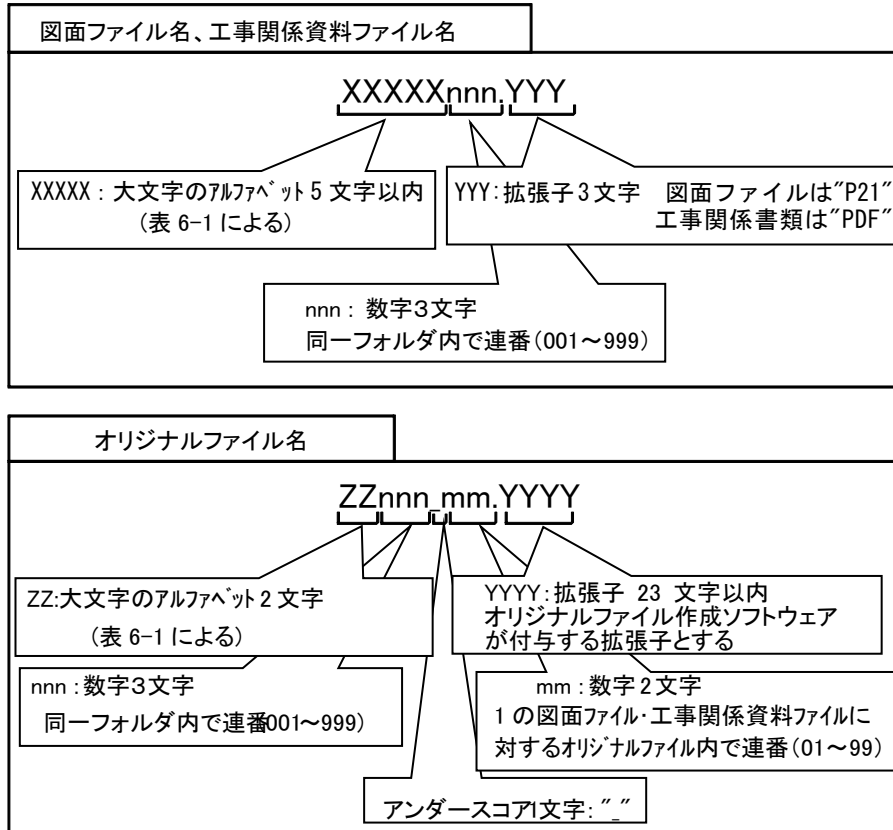 図面ファイル名、工事関係資料ファイル名
XXXXXnnn.YYY
XXXXX：大文字のｱﾙﾌｧﾍﾞｯﾄ 5 文字以内
(表 6-1 による)
YYY：拡張子 3 文字　図面ファイルは"P21"
工事関係書類は"PDF"
nnn：数字３文字
同一フォルダ内で連番(001～999)
オリジナルファイル名
ZZnnn_mm.YYYY
ZZ:大文字のｱﾙﾌｧﾍﾞｯﾄ 2 文字
(表 6-1 による)
YYYY：拡張子 23 文字以内
オリジナルファイル作成ソフトウェア
が付与する拡張子とする
nnn：数字３文字
同一フォルダ内で連番(001～999)
mm：数字 2 文字
1 の図面ファイル・工事関係資料ﾌｧｲﾙに
対するｵﾘｼﾞﾅﾙﾌｧｲﾙ内で連番(01～99)
アンダースコア1文字："_"